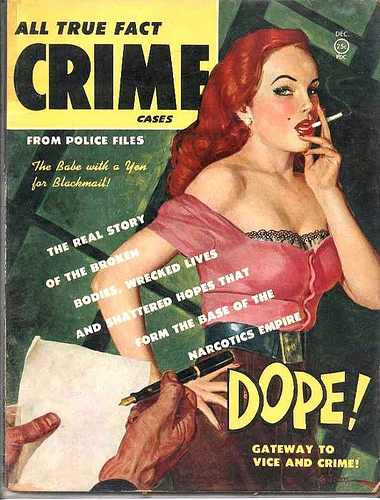 ALL TRUE FACT
CRIME
CASES
DEC.
25c
PDC
FROM POLICE FILES
The Babe with a Yen
for Blackmail!
THE REAL STORY
OF THE BROKEN
BODIES, WRECKED LIVES
AND SHATTERED HOPES THAT
FORM THE BASE OF THE
NARCOTICS EMPIRE
DOPE!
GATEWAY TO
VICE AND CRIME!